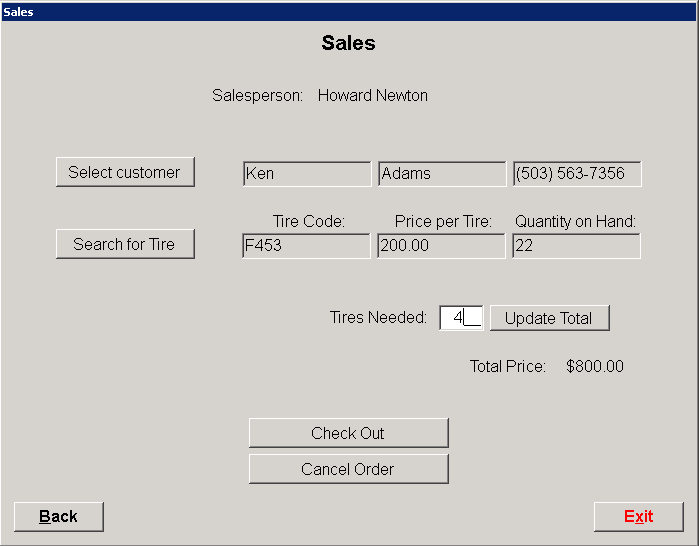 Sales
Sales
Salesperson: Howard Newton
Select customer Ken Adams (503) 563-7356
Tire Code: Price per Tire: Quantity on Hand:
Search for Tire F453 200.00 22
Tires Needed: 4__ Update Total
Total Price: $800.00
Check Out
Cancel Order
Back Exit